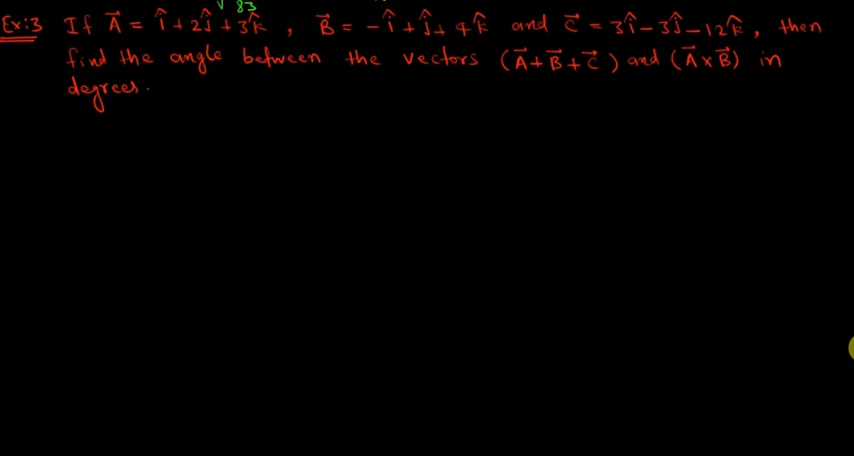 √83
Ex:3 If A⃗ = î + 2ĵ + 3k̂ , B⃗ = -î + ĵ + 4k̂ and C⃗ = 3î - 3ĵ - 12k̂, then
find the angle between the vectors (A⃗ + B⃗ + C⃗) and (A⃗ × B⃗) in
degrees.